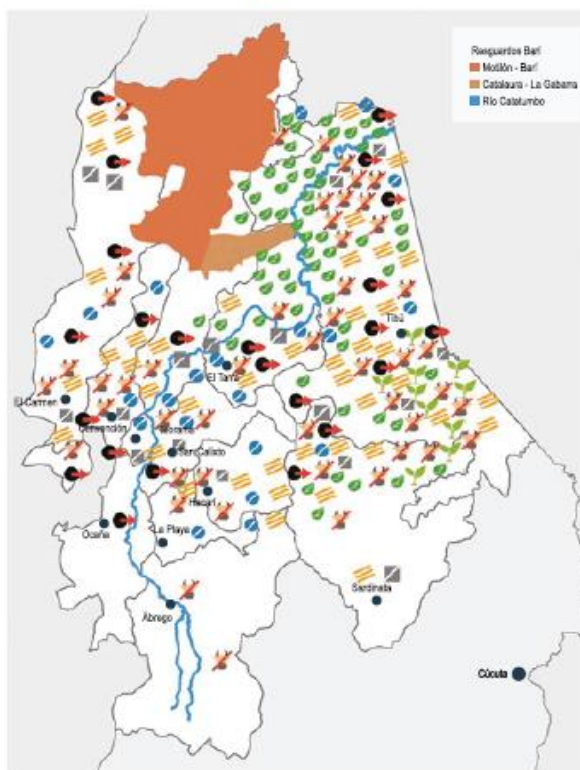 Resguardos Barí
Motilón - Barí
Catalaura - La Gabarra
Río Catatumbo
Tibú
El Tarra
El Carmen
Convención
Teorama
San Calixto
Hacarí
Ocaña
La Playa
Sardinata
Ábrego
Cúcuta